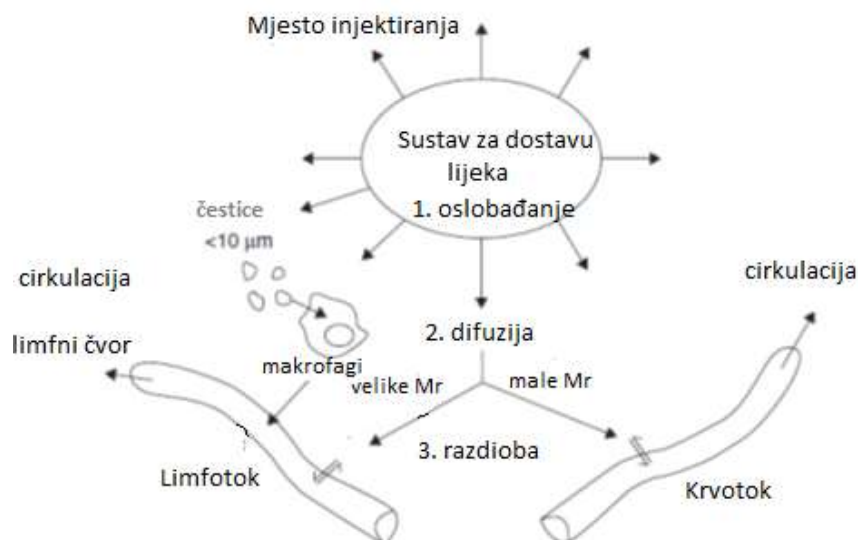 Mjesto injektiranja
Sustav za dostavu
lijeka
1. oslobađanje
čestice
<10 μm
cirkulacija
cirkulacija
limfni čvor
2. difuzija
makrofagi
velike Mr
male Mr
3. razdioba
Limfotok
Krvotok